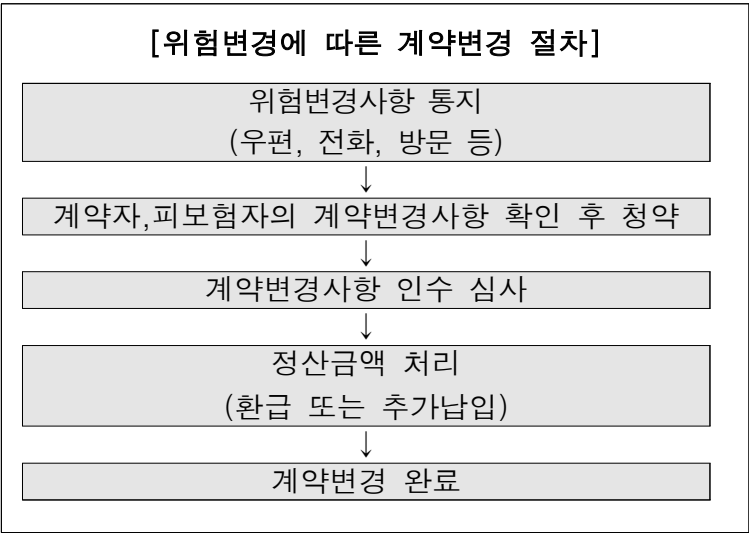 [위험변경에 따른 계약변경 절차]
위험변경사항 통지
(우편, 전화, 방문 등)
↓
계약자,피보험자의 계약변경사항 확인 후 청약
↓
계약변경사항 인수 심사
↓
정산금액 처리
(환급 또는 추가납입)
↓
계약변경 완료